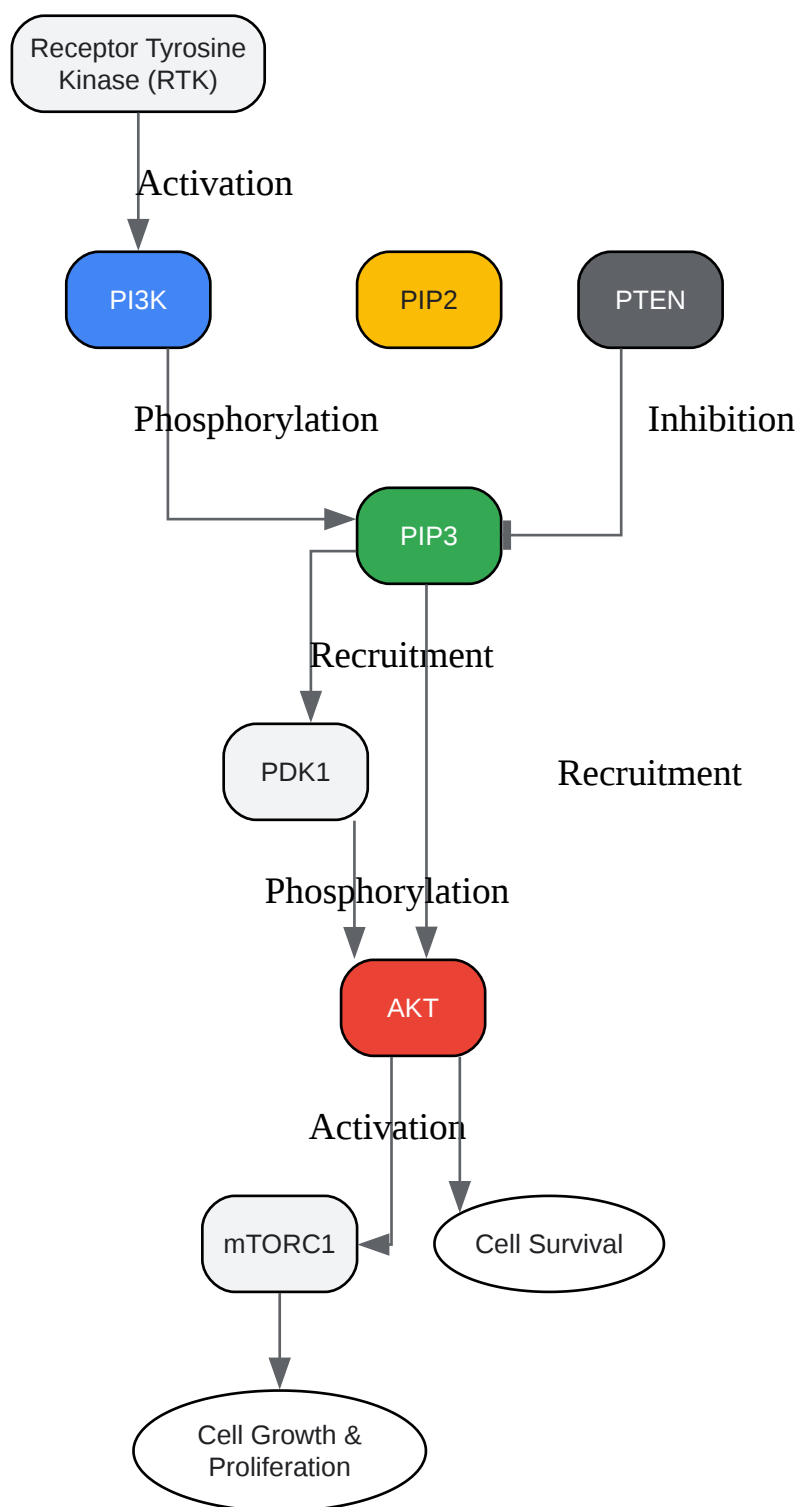 Receptor Tyrosine
Kinase (RTK)
Activation
PI3K
PIP2
PTEN
Phosphorylation
Inhibition
PIP3
Recruitment
PDK1
Recruitment
Phosphorylation
AKT
Activation
mTORC1
Cell Survival
Cell Growth &
Proliferation